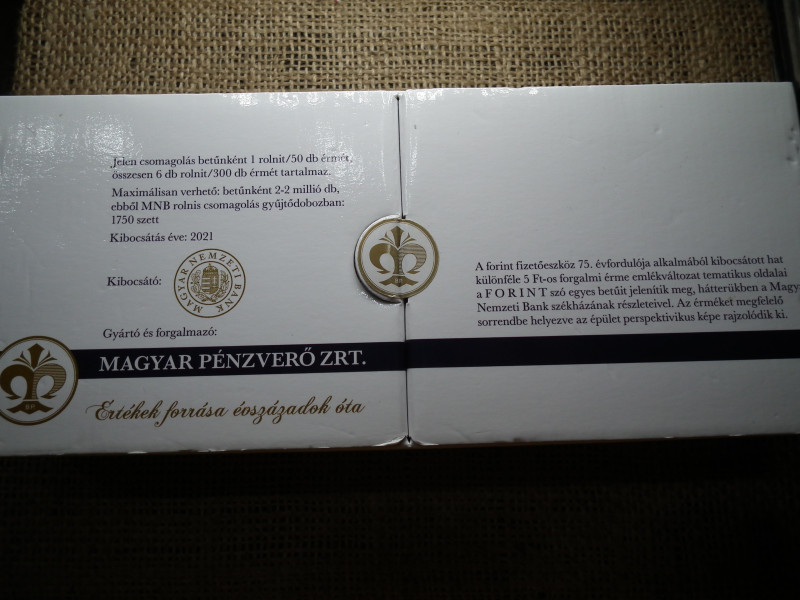 Jelen csomagolás betűnként 1 rolnit/50 db érmét,
összesen 6 db rolnit/300 db érmét tartalmaz.
Maximálisan verhető: betűnként 2-2 millió db,
ebből MNB rolnis csomagolás gyűjtődobozban:
1750 szett
Kibocsátás éve: 2021
Kibocsátó:
MAGYAR NEMZETI BANK
Gyártó és forgalmazó:
MAGYAR PÉNZVERŐ ZRT.
Értékek forrása évszázadok óta
BP.
BP.
A forint fizetőeszköz 75. évfordulója alkalmából kibocsátott hat
különféle 5 Ft-os forgalmi érme emlékváltozat tematikus oldalai
a F O R I N T szó egyes betűit jelenítik meg, hátterükben a Magya
Nemzeti Bank székházának részleteivel. Az érméket megfelelő
sorrendbe helyezve az épület perspektivikus képe rajzolódik ki.